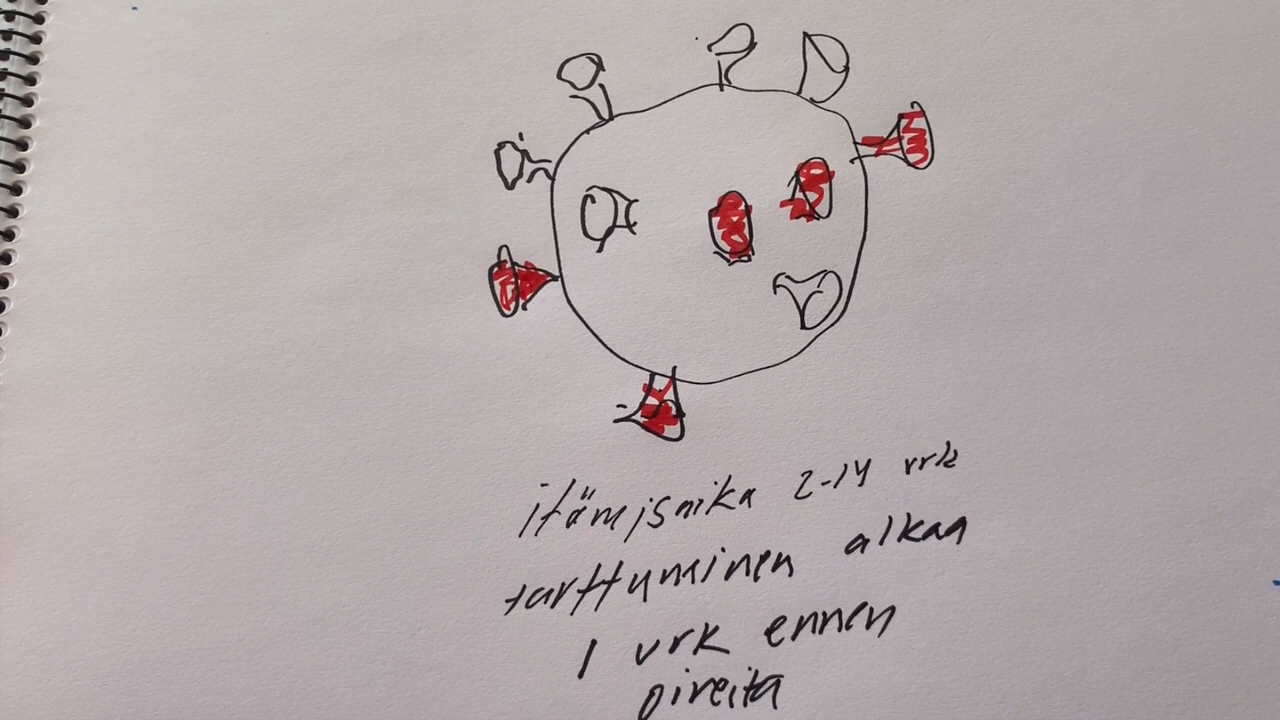 itämisaika 2-14 vrk
tarttuminen alkaa
1 vrk ennen
oireita